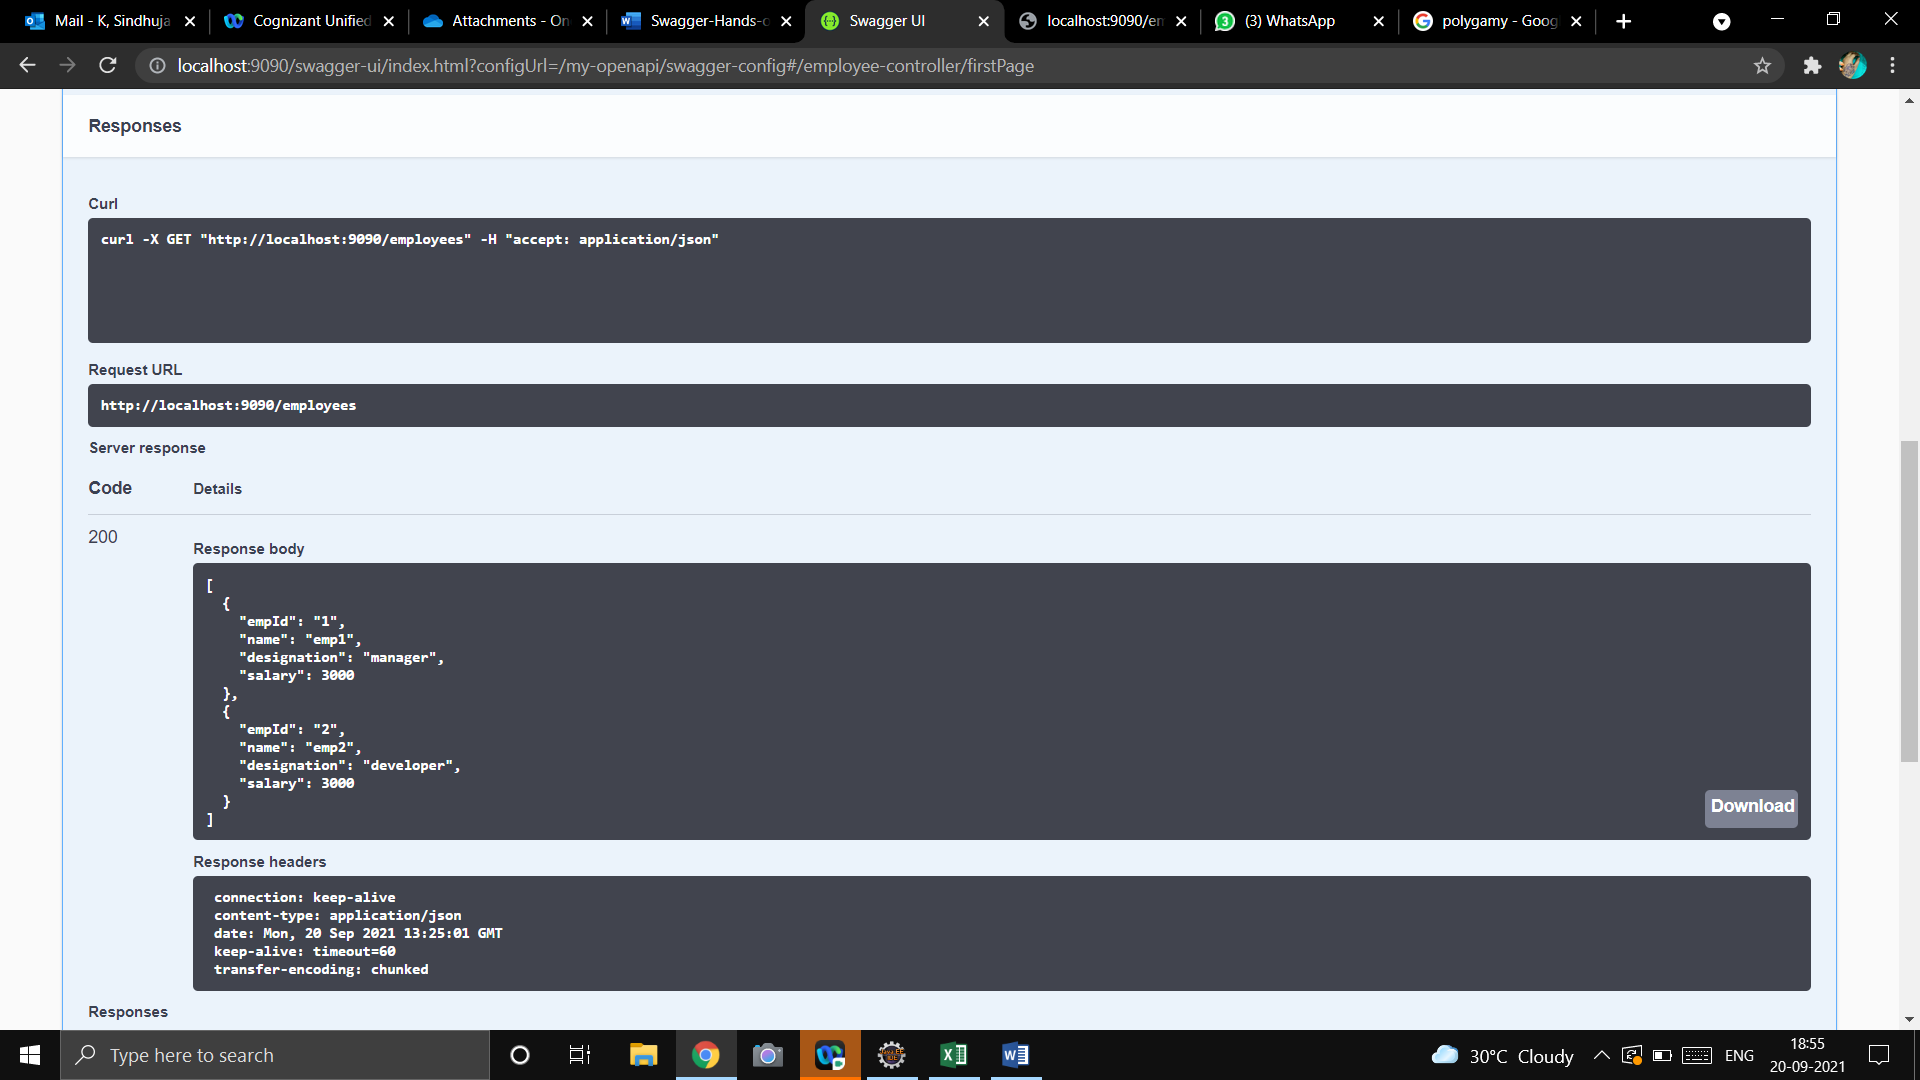 Mail - K, Sindhuja
Cognizant Unified
Attachments - On
Swagger-Hands-o
Swagger UI
localhost:9090/em
(3) WhatsApp
polygamy - Goog
localhost:9090/swagger-ui/index.html?configUrl=/my-openapi/swagger-config#/employee-controller/firstPage
Responses
Curl
curl -X GET "http://localhost:9090/employees" -H "accept: application/json"
Request URL
http://localhost:9090/employees
Server response
Code Details
200
Response body
[
{
"empId": "1",
"name": "emp1",
"designation": "manager",
"salary": 3000
},
{
"empId": "2",
"name": "emp2",
"designation": "developer",
"salary": 3000
}
]
Download
Response headers
connection: keep-alive
content-type: application/json
date: Mon, 20 Sep 2021 13:25:01 GMT
keep-alive: timeout=60
transfer-encoding: chunked
Responses
Type here to search
30°C Cloudy
ENG
18:55
20-09-2021